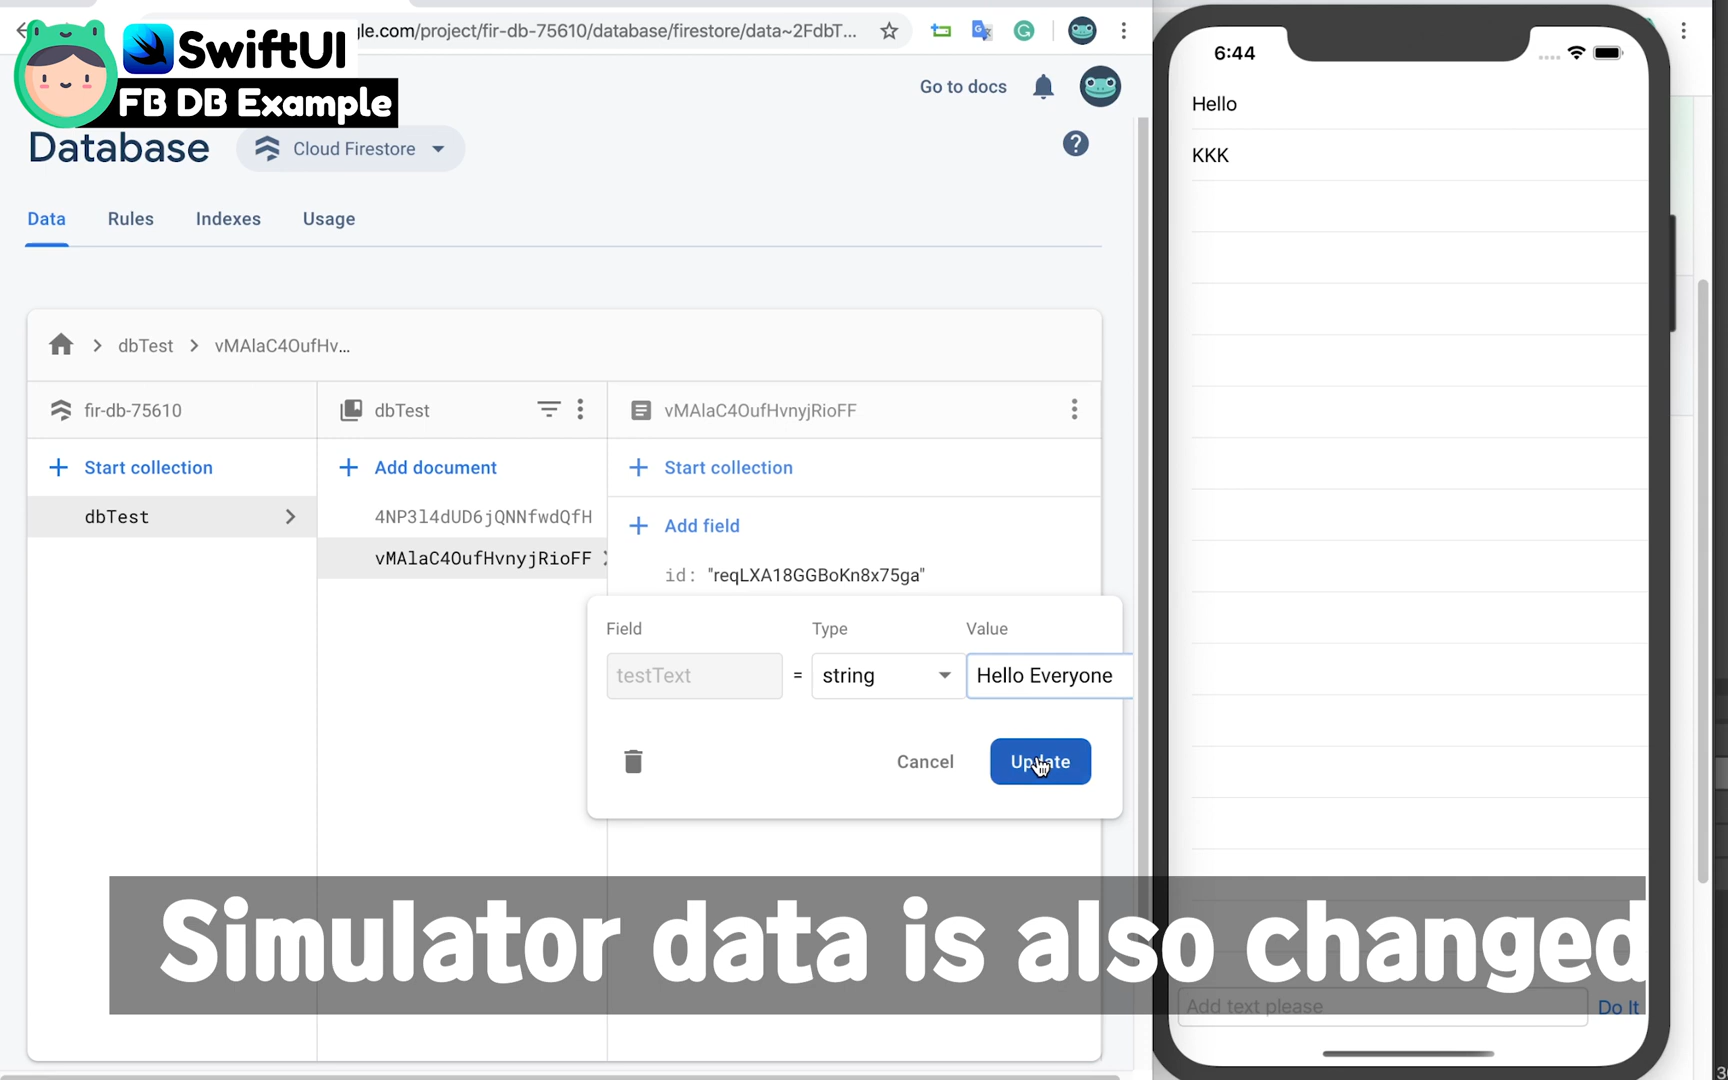 gle.com/project/fir-db-75610/database/firestore/data~2FdbT...
SwiftUI
FB DB Example
Go to docs
Database
Cloud Firestore
Data
Rules
Indexes
Usage
dbTest
vMAlaC4OufHv...
fir-db-75610
dbTest
vMAlaC4OufHvnyjRioFF
Start collection
Add document
Start collection
dbTest
4NP3l4dUD6jQNNfwdQfH
vMAlaC4OufHvnyjRioFF
Add field
id: "reqLXA18GGBoKn8x75ga"
Field
Type
Value
testText
=
string
Hello Everyone
Cancel
Update
6:44
Hello
KKK
Simulator data is also changed
Add text please
Do It